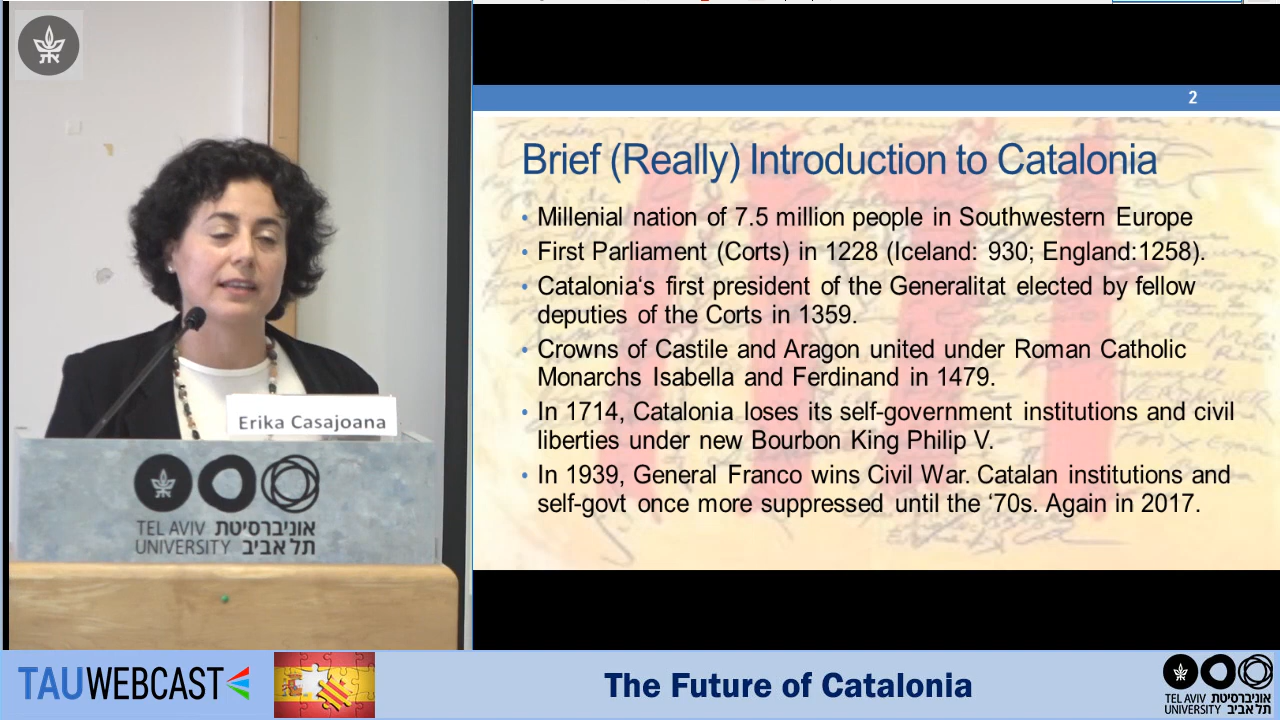 2
Brief (Really) Introduction to Catalonia
• Millenial nation of 7.5 million people in Southwestern Europe
• First Parliament (Corts) in 1228 (Iceland: 930; England:1258).
• Catalonia‘s first president of the Generalitat elected by fellow
deputies of the Corts in 1359.
• Crowns of Castile and Aragon united under Roman Catholic
Monarchs Isabella and Ferdinand in 1479.
• In 1714, Catalonia loses its self-government institutions and civil
liberties under new Bourbon King Philip V.
• In 1939, General Franco wins Civil War. Catalan institutions and
self-govt once more suppressed until the ‘70s. Again in 2017.
Erika Casajoana
TEL AVIV אוניברסיטת
UNIVERSITY תל אביב
TAUWEBCAST
The Future of Catalonia
TEL AVIV אוניברסיטת
UNIVERSITY תל אביב